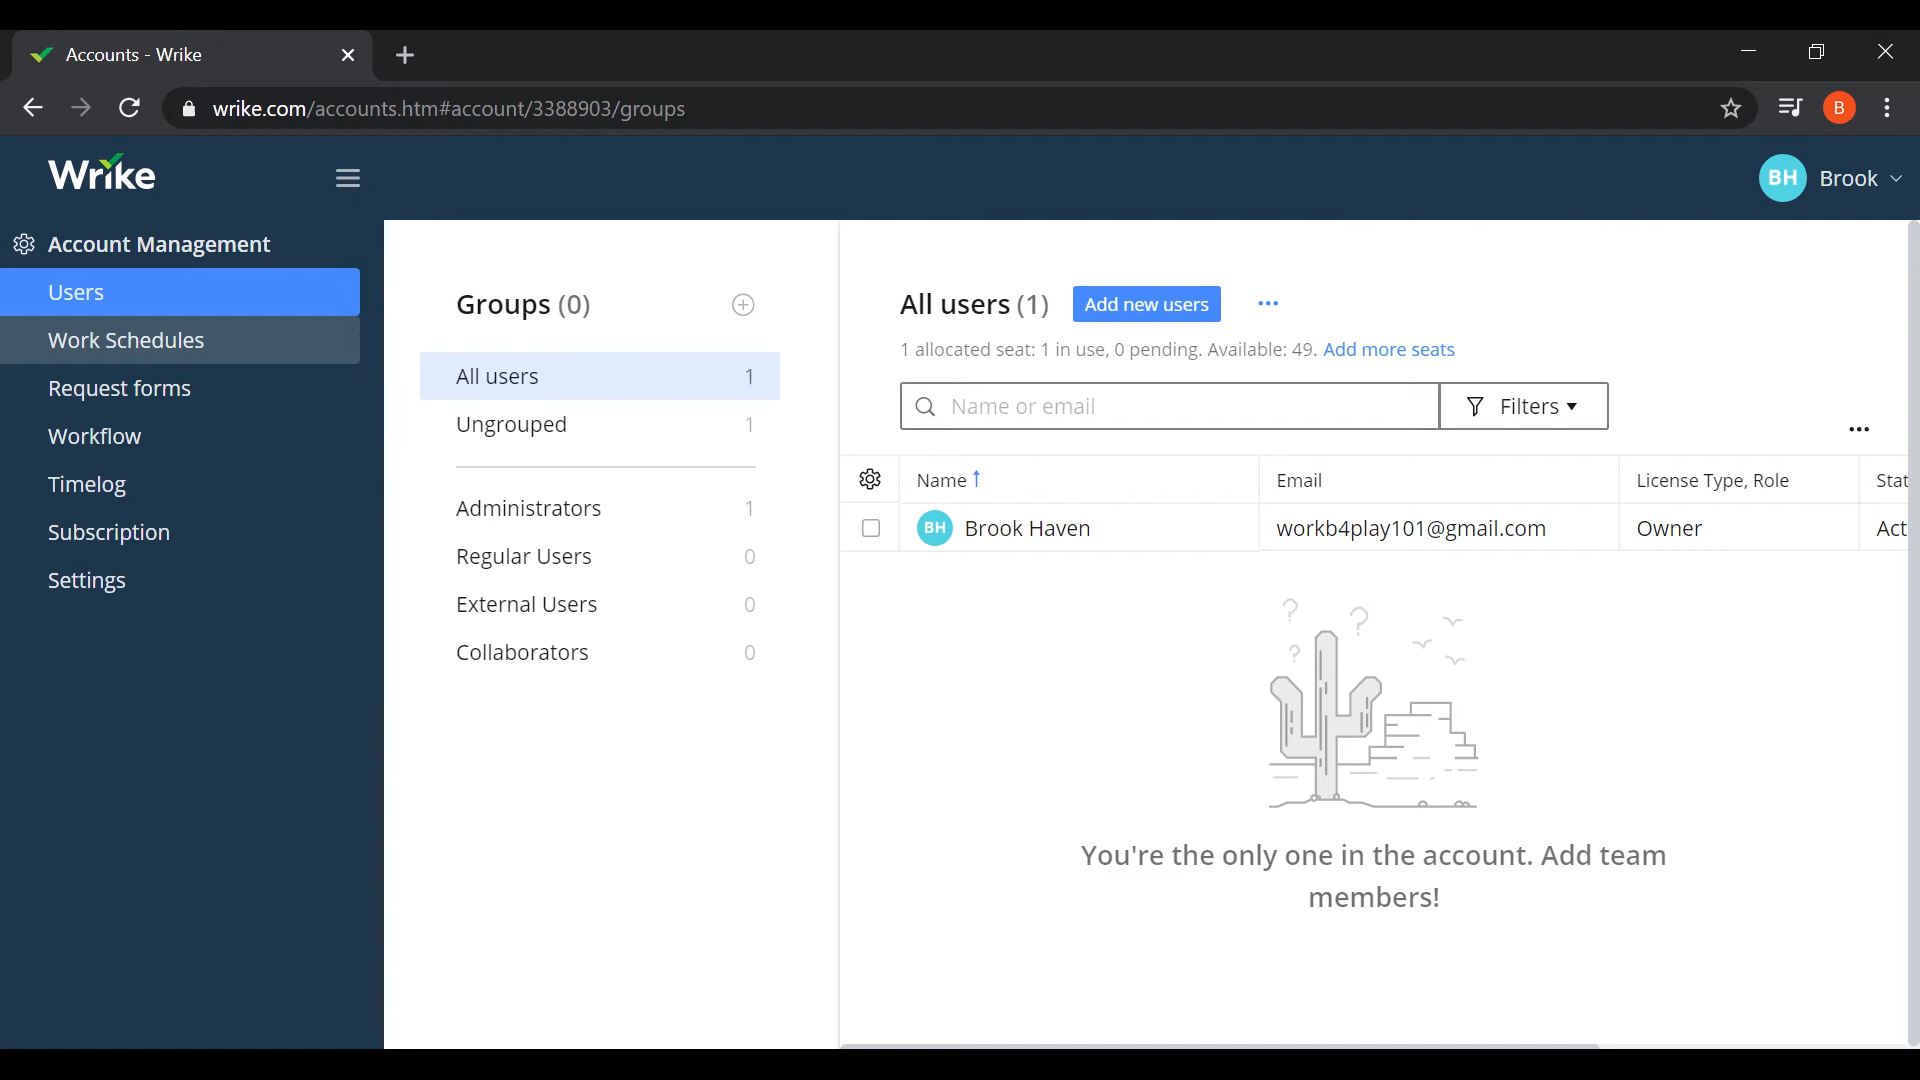 Accounts - Wrike
wrike.com/accounts.htm#account/3388903/groups
B
Wrike
BH Brook
Account Management
Users
Work Schedules
Request forms
Workflow
Timelog
Subscription
Settings
Groups (0)
All users 1
Ungrouped 1
Administrators 1
Regular Users 0
External Users 0
Collaborators 0
All users (1) Add new users
1 allocated seat: 1 in use, 0 pending. Available: 49. Add more seats
Name or email Filters
Name Email License Type, Role Stat
BH Brook Haven workb4play101@gmail.com Owner Act
? ? ?
You're the only one in the account. Add team
members!